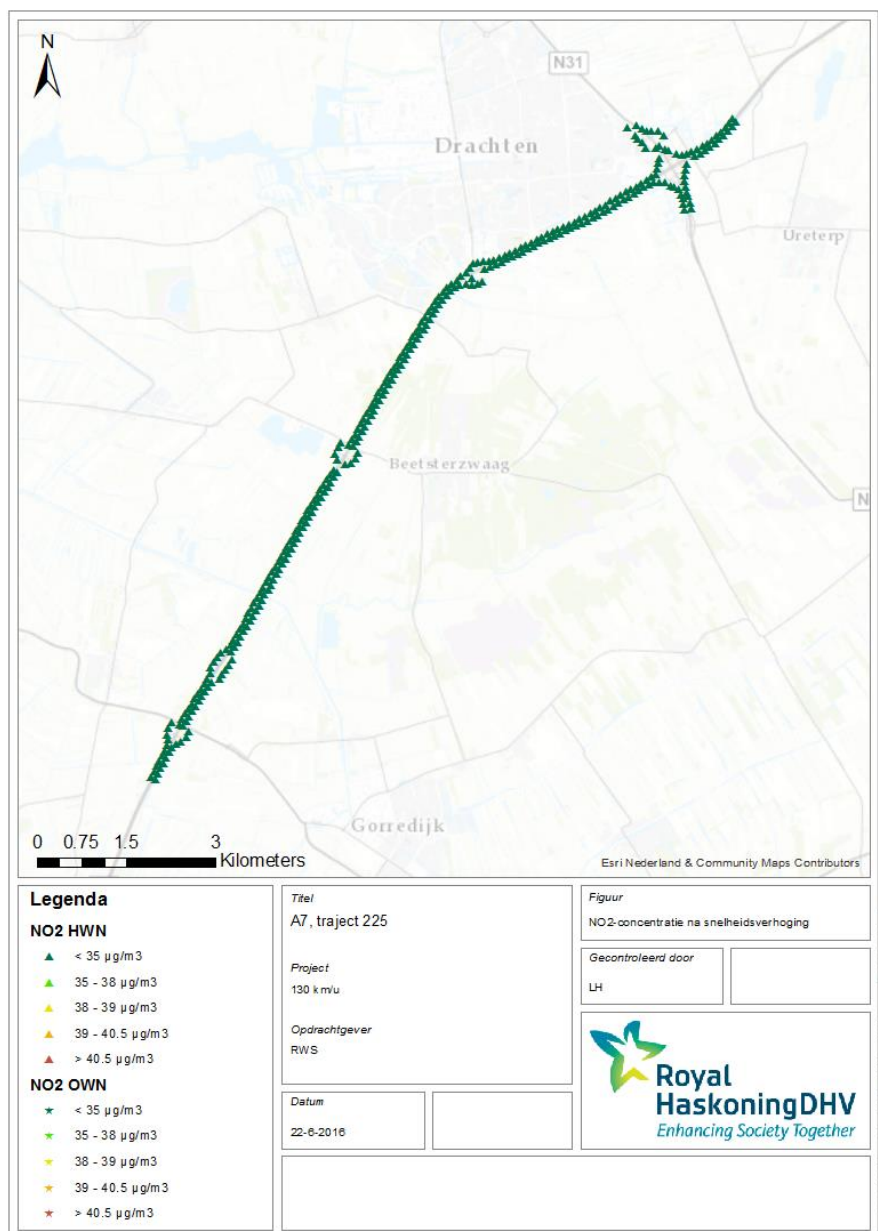 N
N31
Drachten
Ureterp
Beetsterzwaag
N
Gorredijk
0 0.75 1.5 3
Kilometers
Esri Nederland & Community Maps Contributors
Legenda
NO2 HWN
< 35 µg/m3
35 - 38 µg/m3
38 - 39 µg/m3
39 - 40.5 µg/m3
> 40.5 µg/m3
NO2 OWN
< 35 µg/m3
35 - 38 µg/m3
38 - 39 µg/m3
39 - 40.5 µg/m3
> 40.5 µg/m3
Titel
A7, traject 225
Project
130 km/u
Opdrachtgever
RWS
Datum
22-6-2016
Figuur
NO2-concentratie na snelheidsverhoging
Gecontroleerd door
LH
Royal
HaskoningDHV
Enhancing Society Together